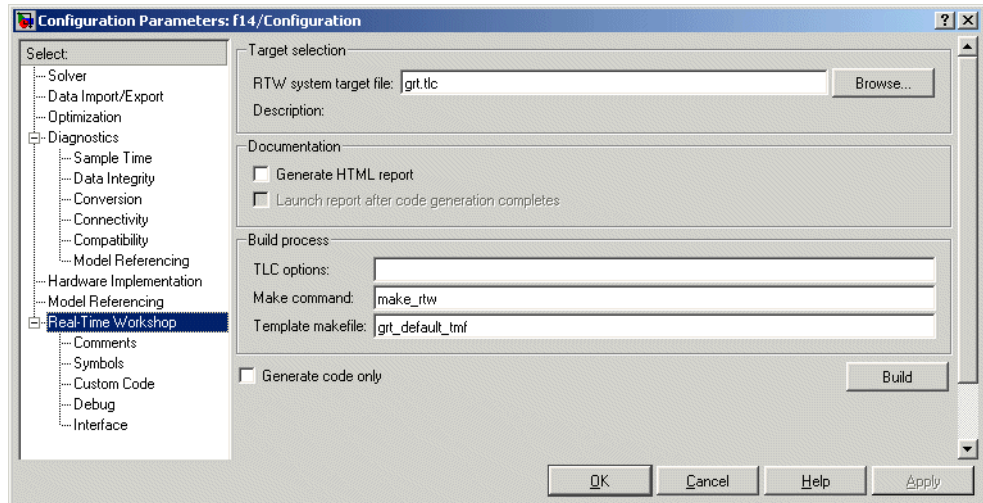 Configuration Parameters: f14/Configuration
Select:
Solver
Data Import/Export
Optimization
Diagnostics
Sample Time
Data Integrity
Conversion
Connectivity
Compatibility
Model Referencing
Hardware Implementation
Model Referencing
Real-Time Workshop
Comments
Symbols
Custom Code
Debug
Interface
Target selection
RTW system target file: grt.tlc Browse...
Description:
Documentation
Generate HTML report
Launch report after code generation completes
Build process
TLC options:
Make command: make_rtw
Template makefile: grt_default_tmf
Generate code only Build
OK Cancel Help Apply